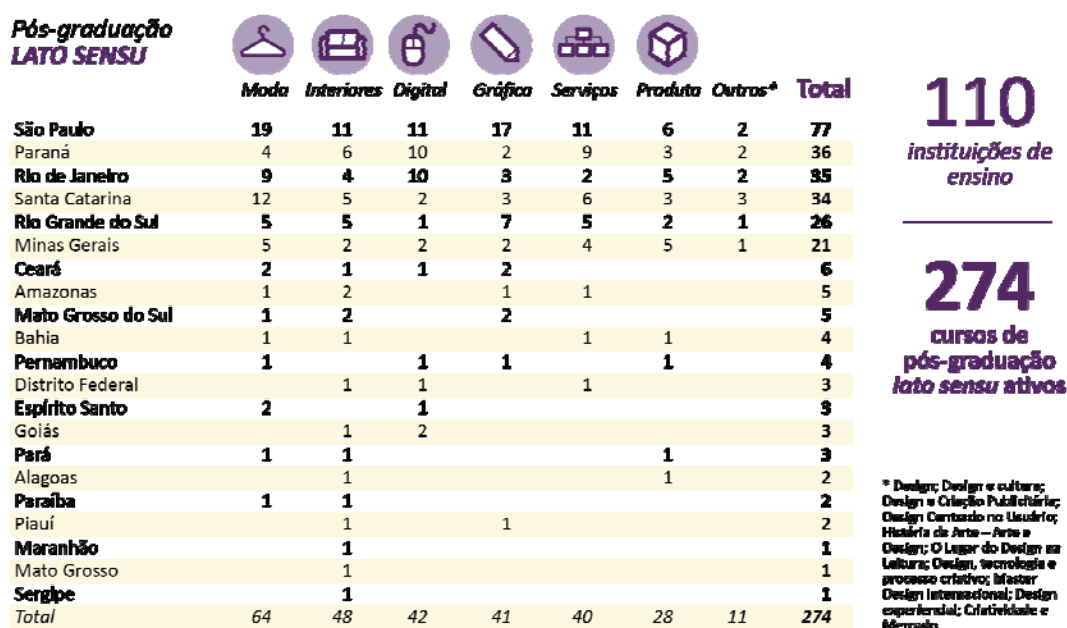 Pós-graduação
LATO SENSU
Moda Interiores Digital Gráfica Serviços Produto Outros* Total
São Paulo 19 11 11 17 11 6 2 77
Paraná 4 6 10 2 9 3 2 36
Rio de Janeiro 9 4 10 3 2 5 2 35
Santa Catarina 12 5 2 3 6 3 3 34
Rio Grande do Sul 5 5 1 7 5 2 1 26
Minas Gerais 5 2 2 2 4 5 1 21
Ceará 2 1 1 2 6
Amazonas 1 2 1 1 5
Mato Grosso do Sul 1 2 2 5
Bahia 1 1 1 1 4
Pernambuco 1 1 1 1 4
Distrito Federal 1 1 1 3
Espírito Santo 2 1 3
Goiás 1 2 3
Pará 1 1 1 3
Alagoas 1 1 2
Paraíba 1 1 2
Piauí 1 1 2
Maranhão 1 1
Mato Grosso 1 1
Sergipe 1 1
Total 64 48 42 41 40 28 11 274
110
instituições de
ensino
274
cursos de
pós-graduação
lato sensu ativos
* Design; Design e cultura;
Design e Criação Publicitária;
Design Centrado no Usuário;
História da Arte – Arte e
Design; O Lugar do Design na
Leitura; Design, tecnologia e
processo criativo; Master
Design Internacional; Design
experiencial; Criatividade e
Mercado